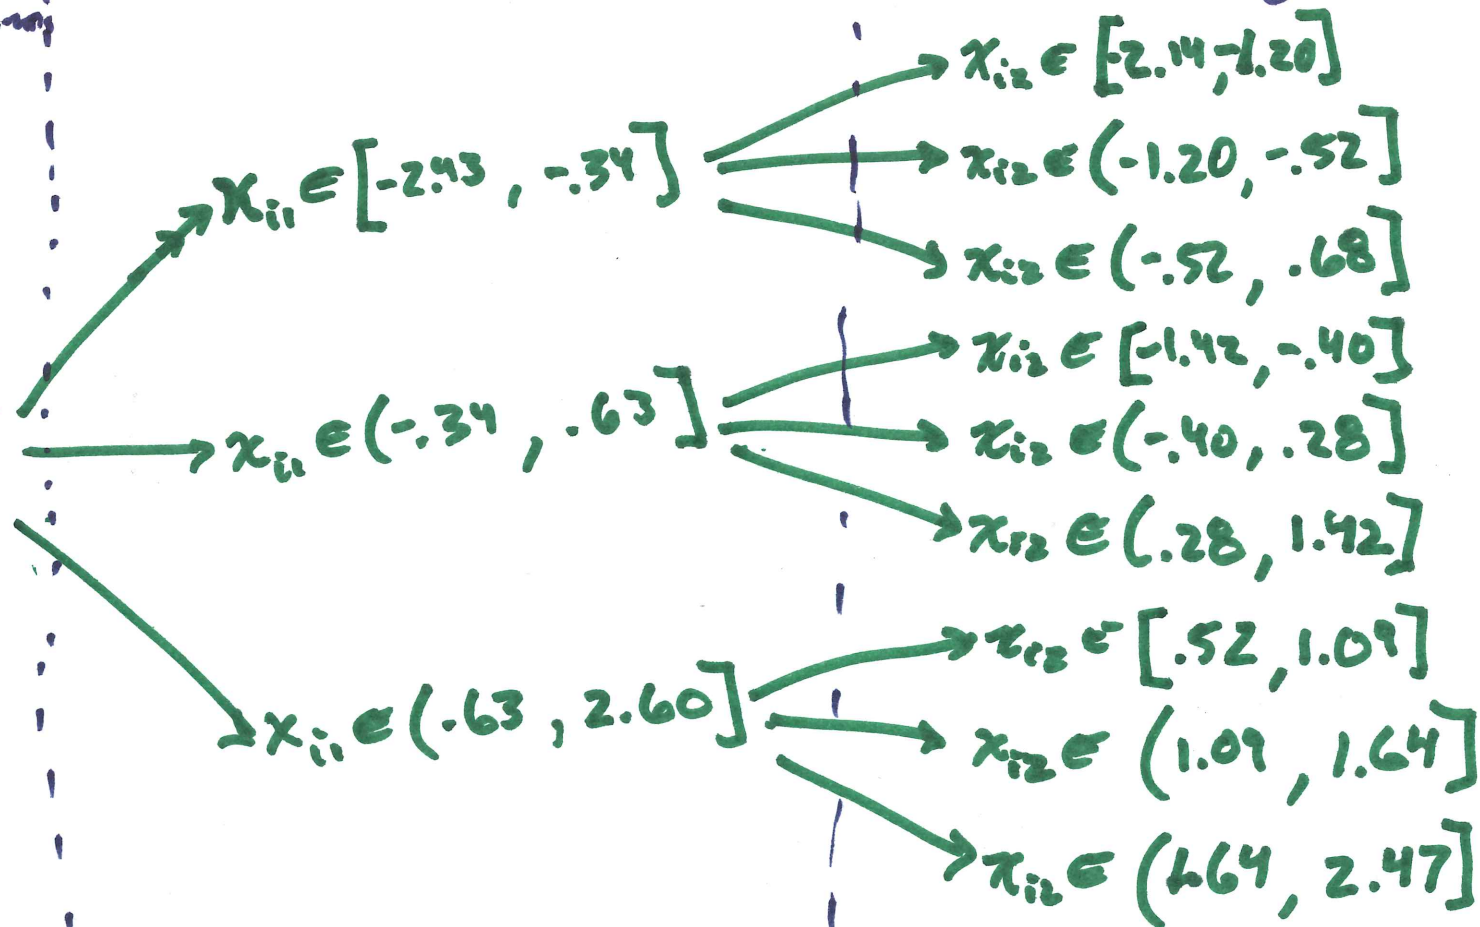 x_{i2} ∈ [-2.14, -1.20]
x_{i1} ∈ [-2.43, -.34]
x_{i2} ∈ (-1.20, -.52]
x_{i2} ∈ (-.52, .68]
x_{i2} ∈ [-1.42, -.40]
x_{i1} ∈ (-.34, .63]
x_{i2} ∈ (-.40, .28]
x_{i2} ∈ (.28, 1.42]
x_{i2} ∈ [.52, 1.09]
x_{i1} ∈ (.63, 2.60]
x_{i2} ∈ (1.09, 1.64]
x_{i2} ∈ (1.64, 2.47]